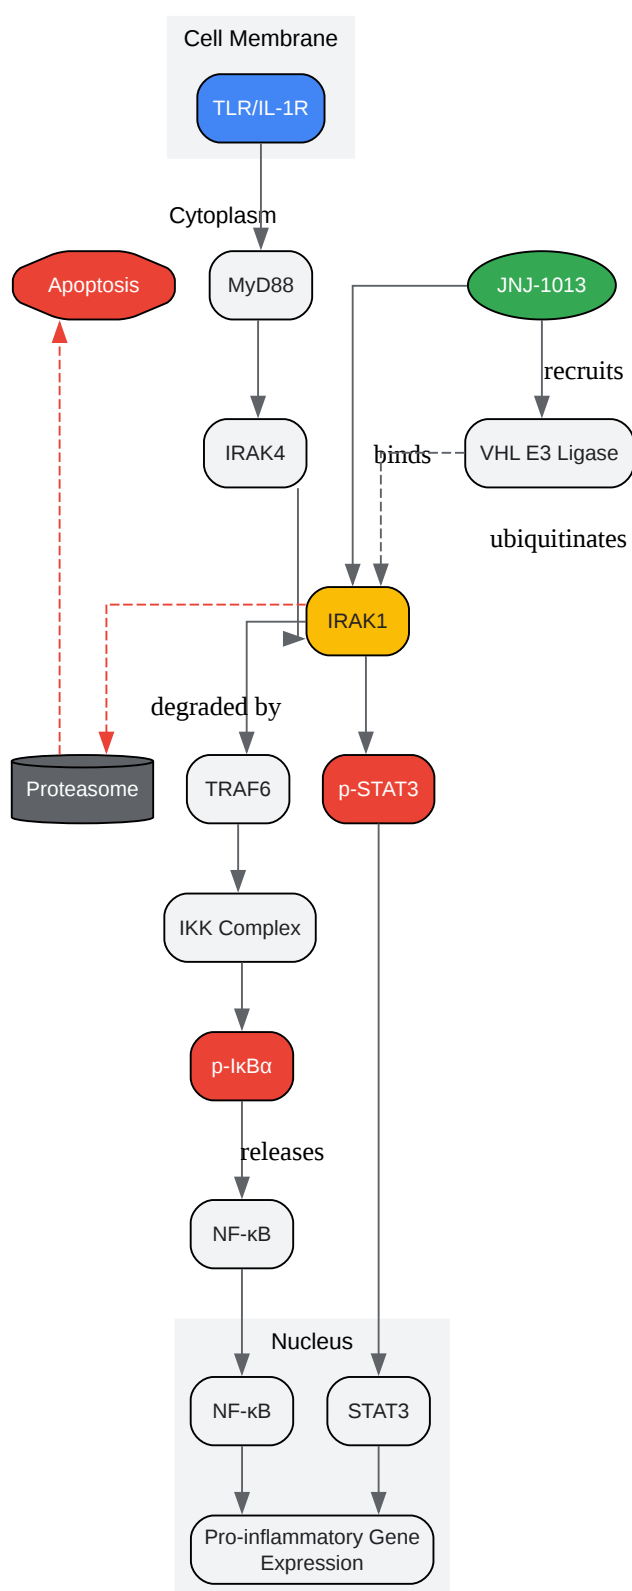 Cell Membrane
TLR/IL-1R
Cytoplasm
Apoptosis
MyD88
JNJ-1013
recruits
IRAK4
binds
VHL E3 Ligase
ubiquitinates
IRAK1
degraded by
Proteasome
TRAF6
p-STAT3
IKK Complex
p-IκBα
releases
NF-κB
Nucleus
NF-κB
STAT3
Pro-inflammatory Gene
Expression